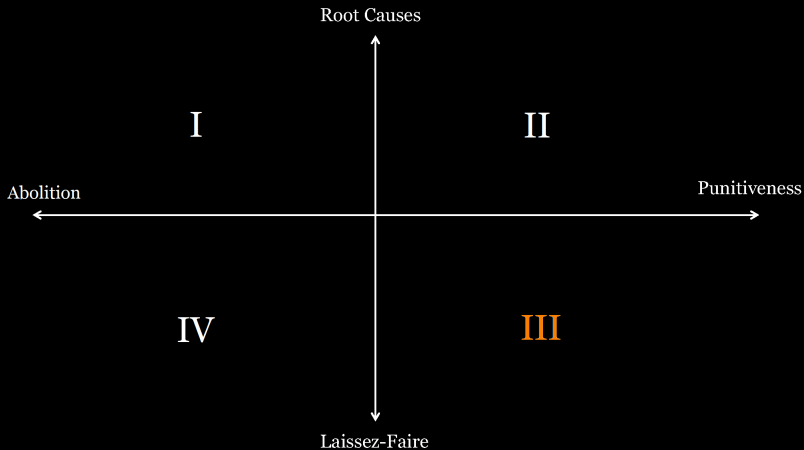 Root Causes
I
II
Abolition
Punitiveness
IV
III
Laissez-Faire